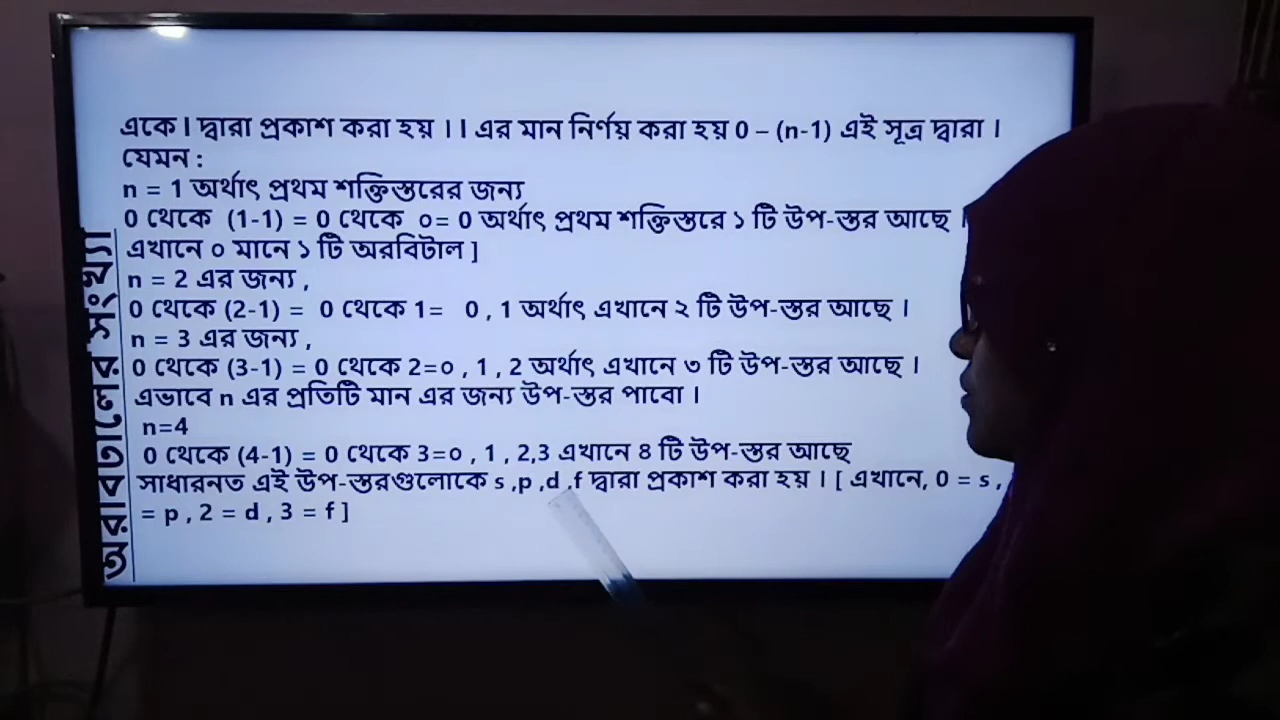 অরবিটালের সংখ্যা
একে l দ্বারা প্রকাশ করা হয় । l এর মান নির্ণয় করা হয় 0 – (n-1) এই সূত্র দ্বারা ।
যেমন :
n = 1 অর্থাৎ প্রথম শক্তিস্তরের জন্য
0 থেকে (1-1) = 0 থেকে ০= 0 অর্থাৎ প্রথম শক্তিস্তরে ১ টি উপ-স্তর আছে ।
এখানে ০ মানে ১ টি অরবিটাল ]
n = 2 এর জন্য ,
0 থেকে (2-1) = 0 থেকে 1= 0 , 1 অর্থাৎ এখানে ২ টি উপ-স্তর আছে ।
n = 3 এর জন্য ,
0 থেকে (3-1) = 0 থেকে 2=০ , 1 , 2 অর্থাৎ এখানে ৩ টি উপ-স্তর আছে ।
এভাবে n এর প্রতিটি মান এর জন্য উপ-স্তর পাবো ।
n=4
0 থেকে (4-1) = 0 থেকে 3=০ , 1 , 2,3 এখানে ৪ টি উপ-স্তর আছে
সাধারনত এই উপ-স্তরগুলোকে s ,p ,d ,f দ্বারা প্রকাশ করা হয় । [ এখানে, 0 = s ,
= p , 2 = d , 3 = f ]